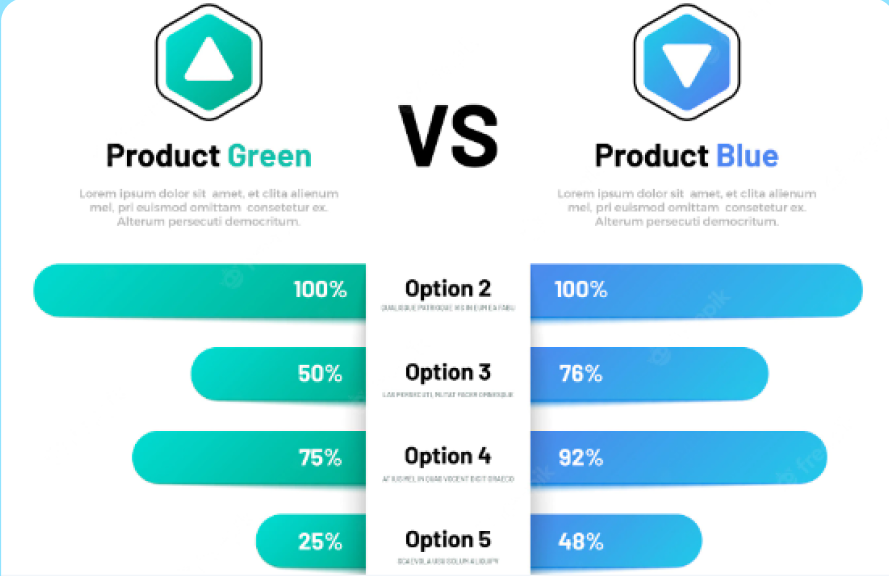 VS
Product Green
Lorem ipsum dolor sit amet, et clita alienum
mel, pri euismod omittam consetetur ex.
Alterum persecuti democritum.
Product Blue
Lorem ipsum dolor sit amet, et clita alienum
mel, pri euismod omittam consetetur ex.
Alterum persecuti democritum.
100% Option 2 100%
50% Option 3 76%
75% Option 4 92%
25% Option 5 48%